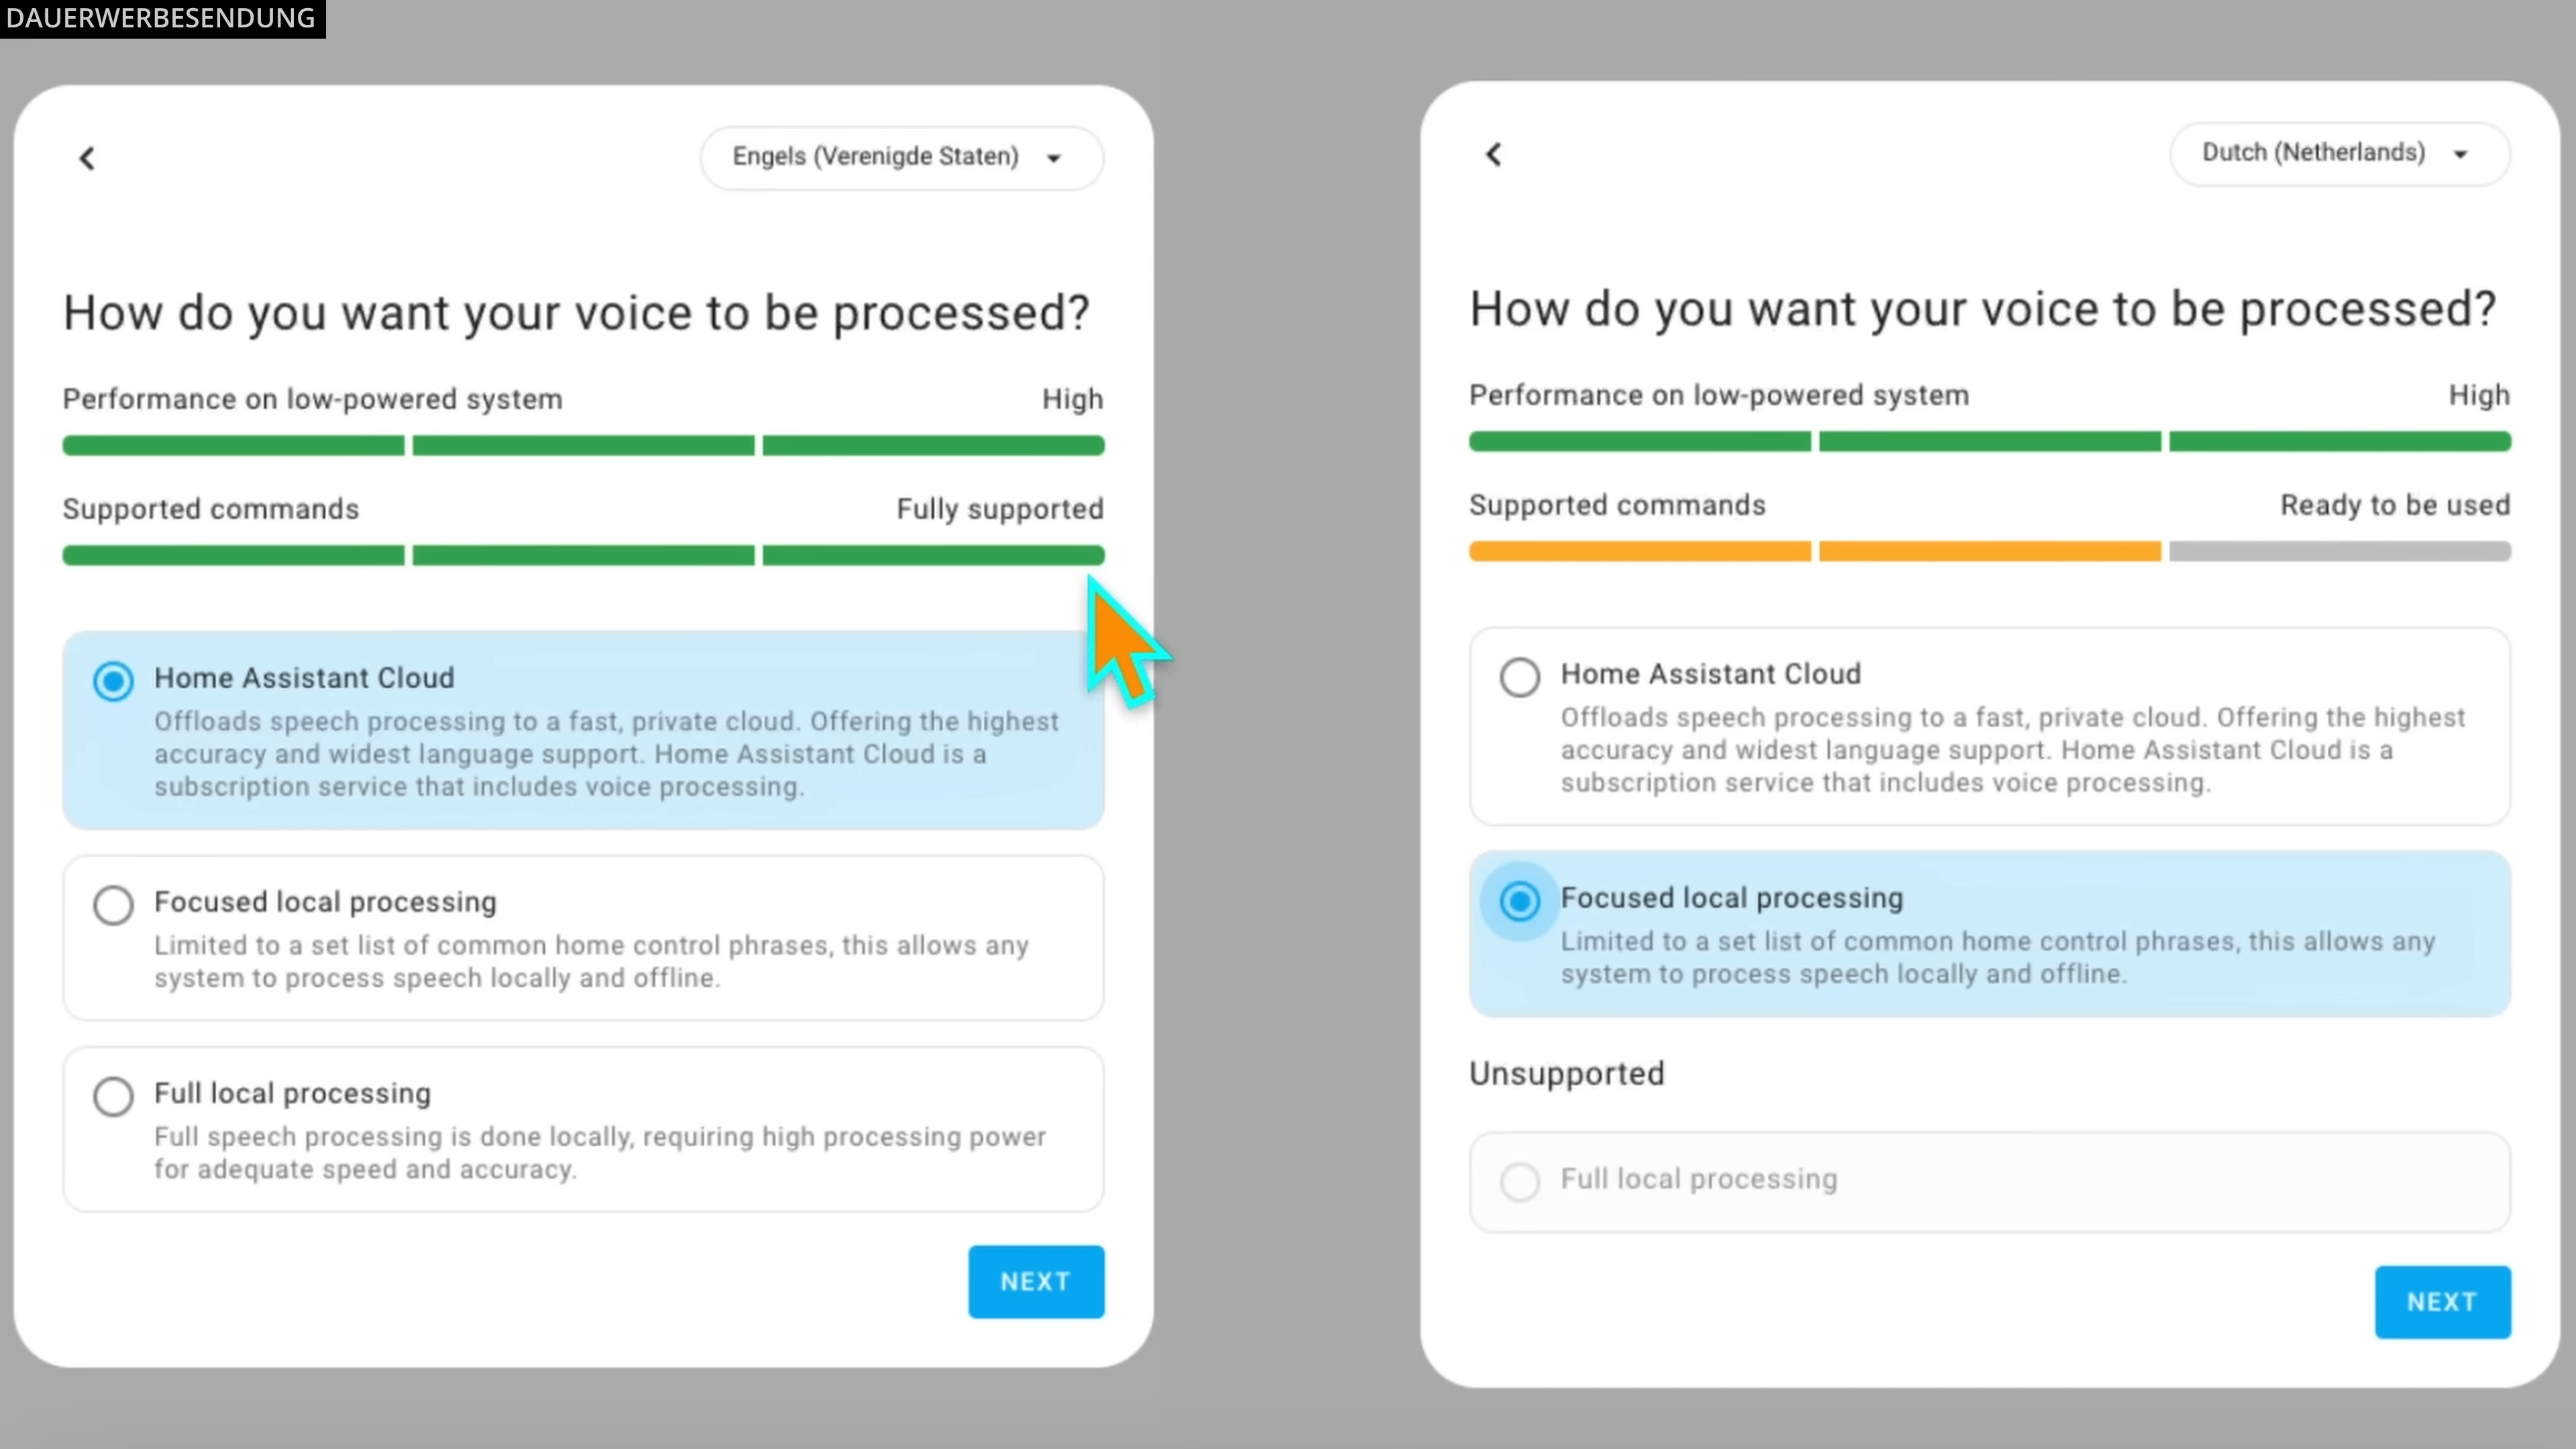 DAUERWERBESENDUNG
Engels (Verenigde Staten)
How do you want your voice to be processed?
Performance on low-powered system High
Supported commands Fully supported
Home Assistant Cloud
Offloads speech processing to a fast, private cloud. Offering the highest
accuracy and widest language support. Home Assistant Cloud is a
subscription service that includes voice processing.
Focused local processing
Limited to a set list of common home control phrases, this allows any
system to process speech locally and offline.
Full local processing
Full speech processing is done locally, requiring high processing power
for adequate speed and accuracy.
NEXT
Dutch (Netherlands)
How do you want your voice to be processed?
Performance on low-powered system High
Supported commands Ready to be used
Home Assistant Cloud
Offloads speech processing to a fast, private cloud. Offering the highest
accuracy and widest language support. Home Assistant Cloud is a
subscription service that includes voice processing.
Focused local processing
Limited to a set list of common home control phrases, this allows any
system to process speech locally and offline.
Unsupported
Full local processing
NEXT